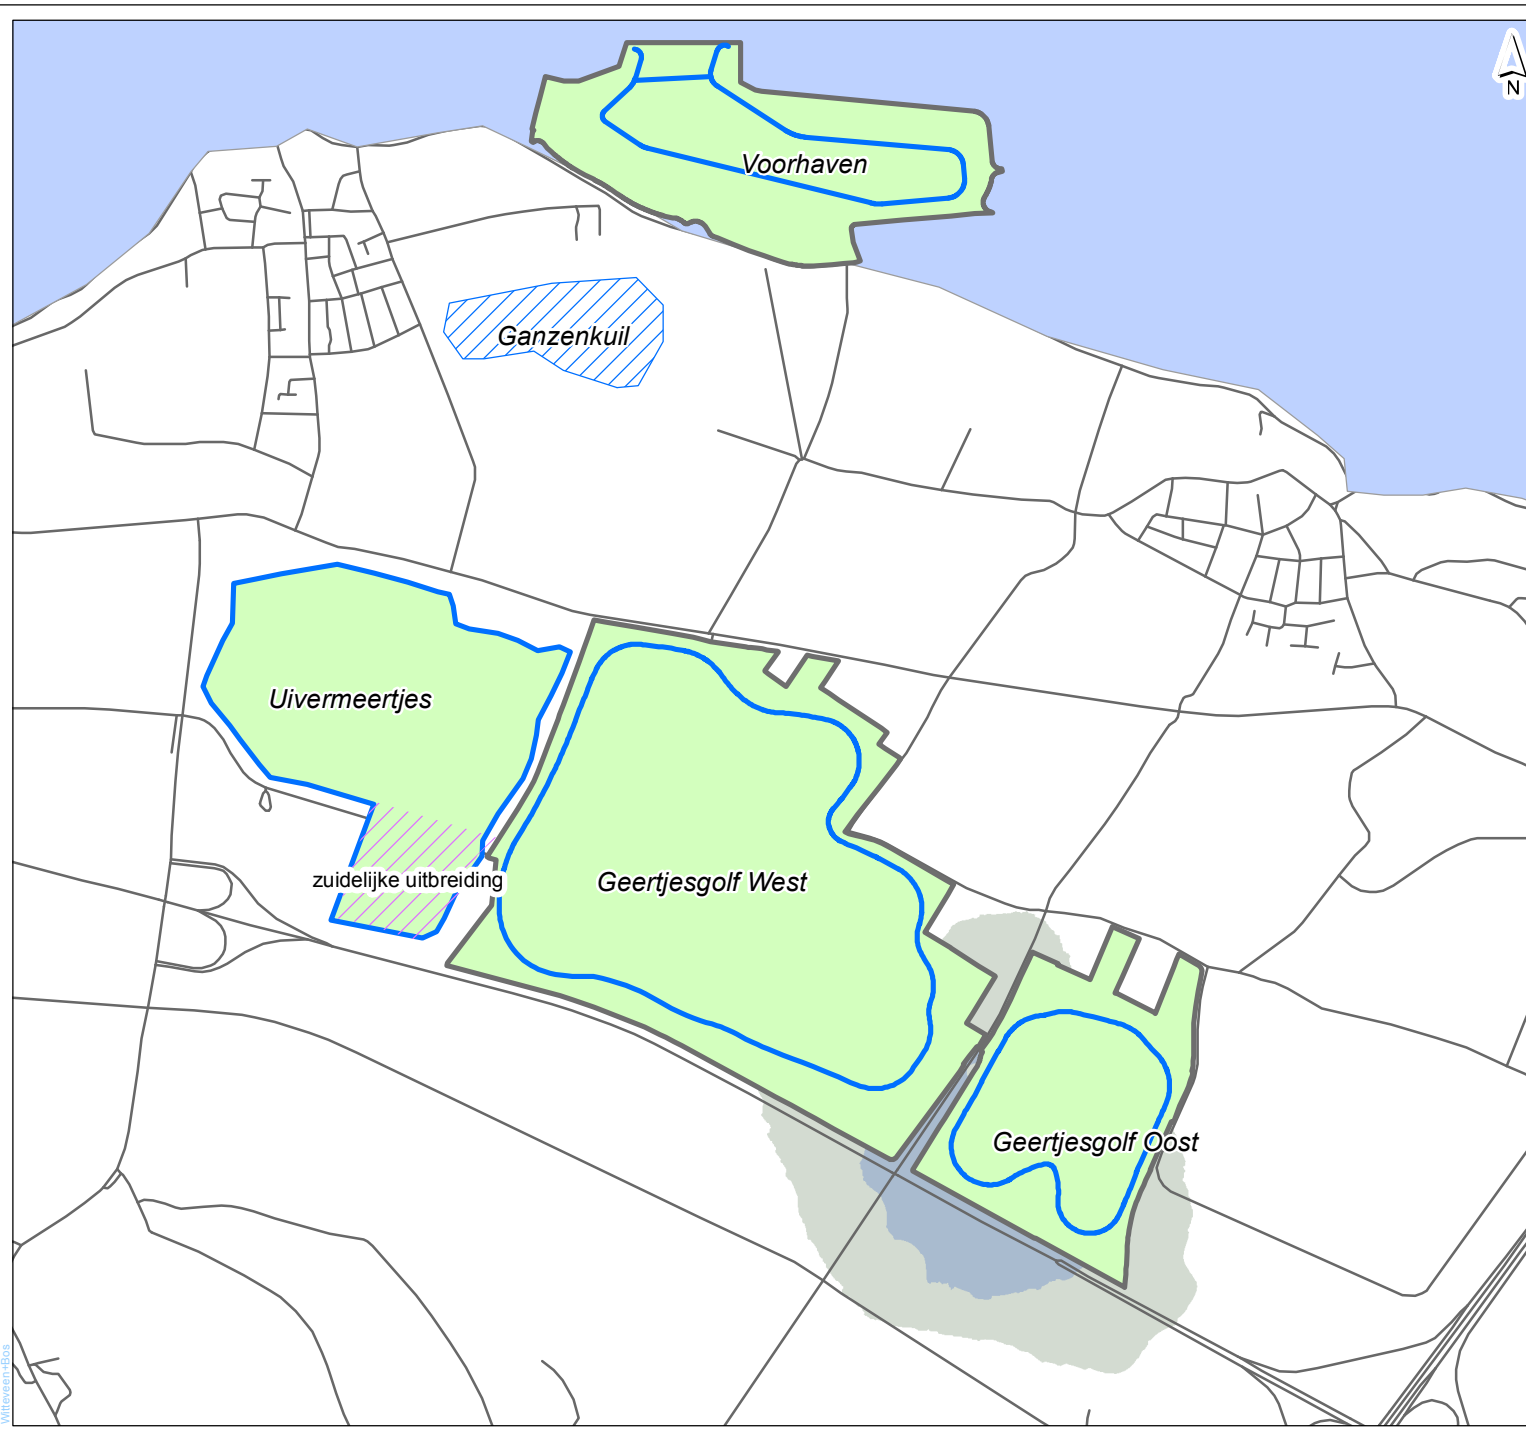 N
Voorhaven
Ganzenkuil
Uivermeertjes
zuidelijke uitbreiding
Geertjesgolf West
Geertjesgolf Oost
Witteveen+Bos